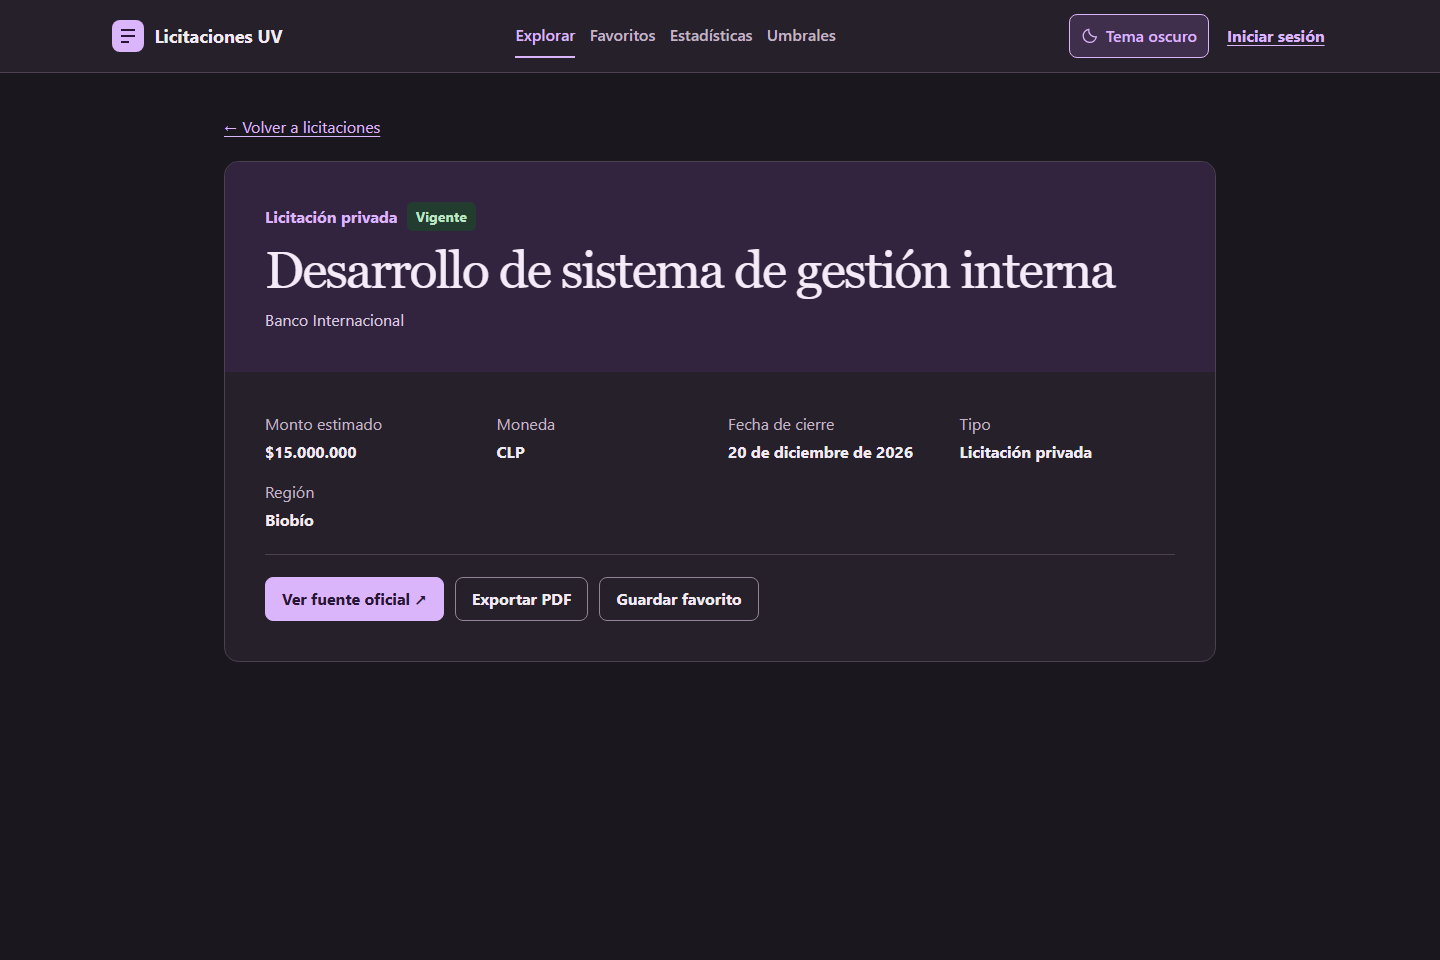 Licitaciones UV
Explorar Favoritos Estadísticas Umbrales
Tema oscuro
Iniciar sesión
← Volver a licitaciones
Licitación privada Vigente
Desarrollo de sistema de gestión interna
Banco Internacional
Monto estimado
$15.000.000
Moneda
CLP
Fecha de cierre
20 de diciembre de 2026
Tipo
Licitación privada
Región
Biobío
Ver fuente oficial ↗
Exportar PDF
Guardar favorito